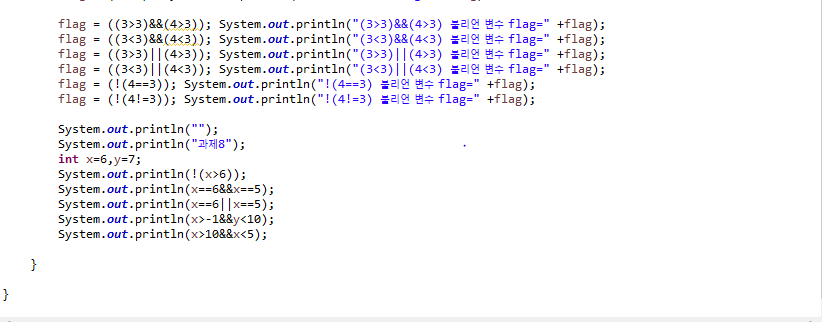 flag = ((3>3)&&(4>3)); System.out.println("(3>3)&&(4>3) 불리언 변수 flag=" +flag);
flag = ((3<3)&&(4<3)); System.out.println("(3<3)&&(4<3) 불리언 변수 flag=" +flag);
flag = ((3>3)||(4>3)); System.out.println("(3>3)||(4>3) 불리언 변수 flag=" +flag);
flag = ((3<3)||(4<3)); System.out.println("(3<3)||(4<3) 불리언 변수 flag=" +flag);
flag = (!(4==3)); System.out.println("!(4==3) 불리언 변수 flag=" +flag);
flag = (!(4!=3)); System.out.println("!(4!=3) 불리언 변수 flag=" +flag);
System.out.println("");
System.out.println("과제8");
int x=6,y=7;
System.out.println(!(x>6));
System.out.println(x==6&&x==5);
System.out.println(x==6||x==5);
System.out.println(x>-1&&y<10);
System.out.println(x>10&&x<5);
}
}